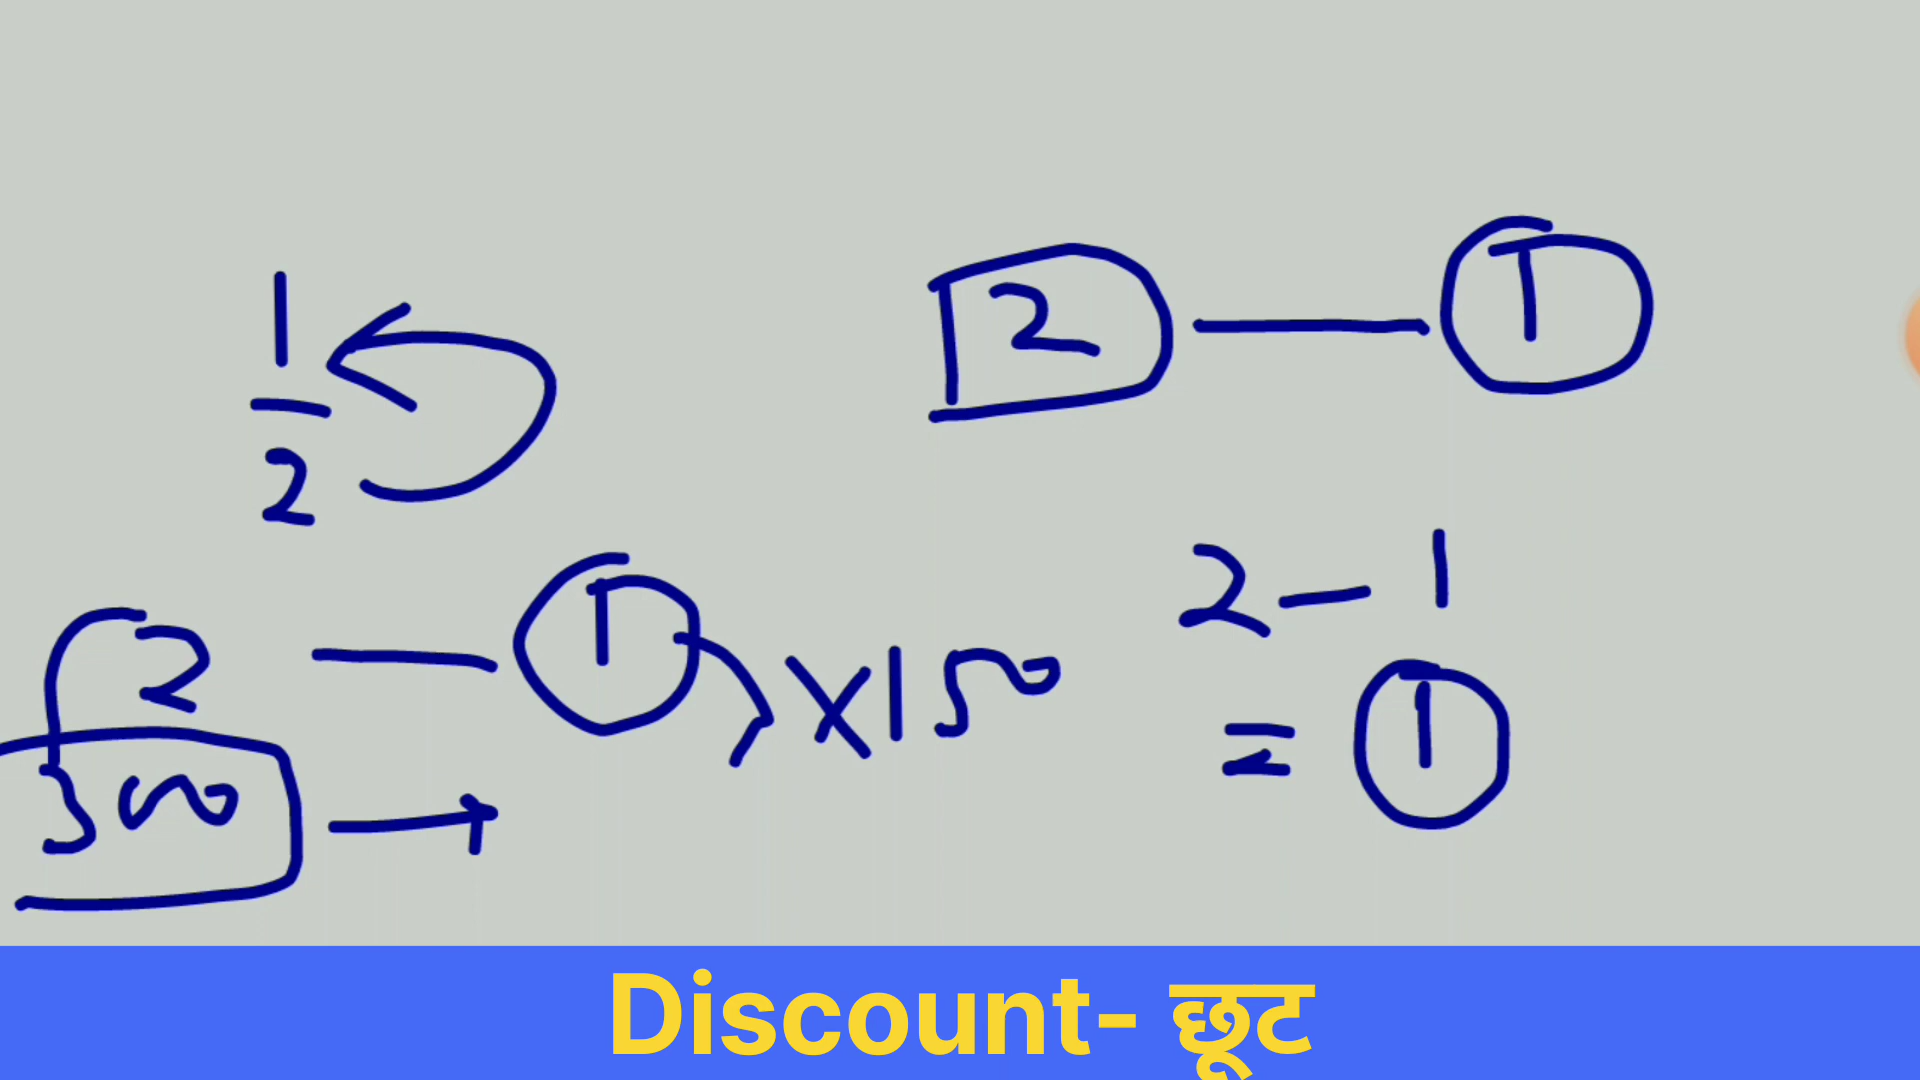 1
2
2 — 1
2 - 1
= 1
2 — 1 ×150
300 →
Discount- छूट